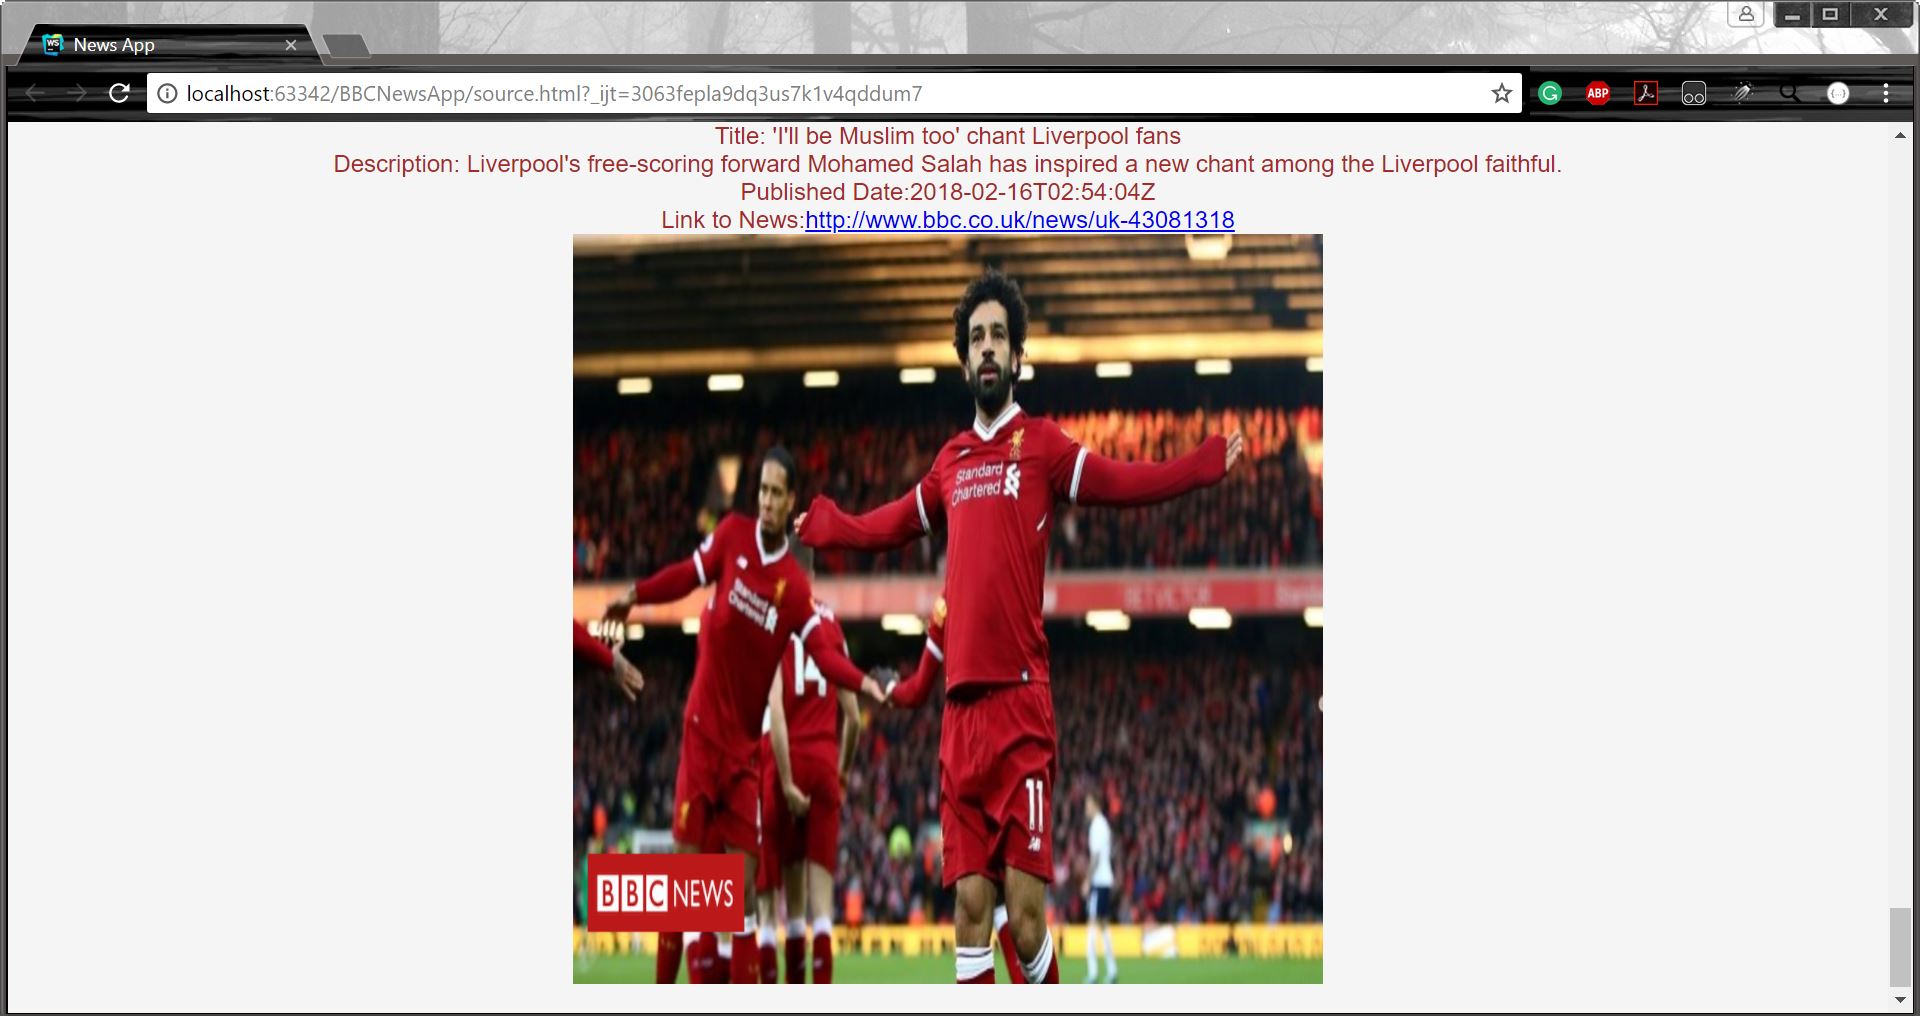 News App
localhost:63342/BBCNewsApp/source.html?_ijt=3063fepla9dq3us7k1v4qddum7
ABP
Title: 'I'll be Muslim too' chant Liverpool fans
Description: Liverpool's free-scoring forward Mohamed Salah has inspired a new chant among the Liverpool faithful.
Published Date:2018-02-16T02:54:04Z
Link to News:http://www.bbc.co.uk/news/uk-43081318
Standard
Chartered
Standard
Chartered
14
11
BBC NEWS